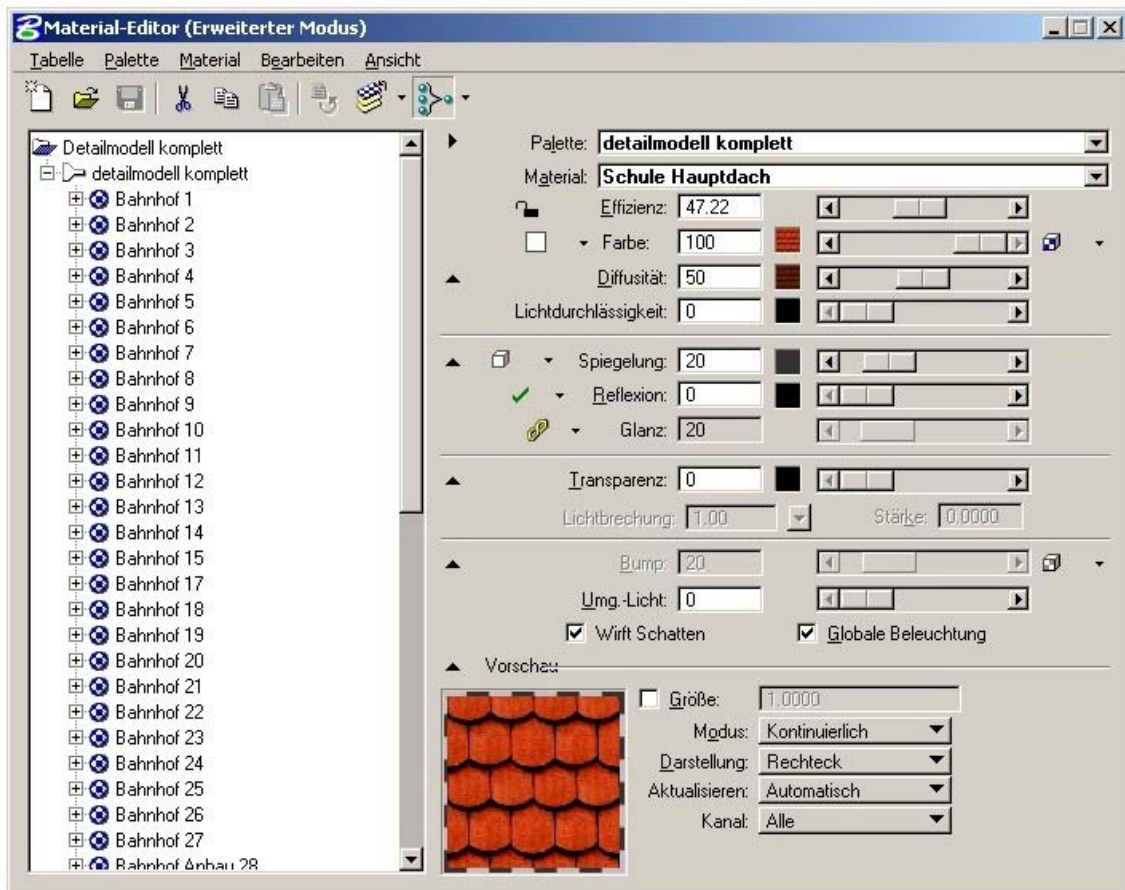 Material-Editor (Erweiterter Modus)
Tabelle Palette Material Bearbeiten Ansicht
Detailmodell komplett
detailmodell komplett
Bahnhof 1
Bahnhof 2
Bahnhof 3
Bahnhof 4
Bahnhof 5
Bahnhof 6
Bahnhof 7
Bahnhof 8
Bahnhof 9
Bahnhof 10
Bahnhof 11
Bahnhof 12
Bahnhof 13
Bahnhof 14
Bahnhof 15
Bahnhof 17
Bahnhof 18
Bahnhof 19
Bahnhof 20
Bahnhof 21
Bahnhof 22
Bahnhof 23
Bahnhof 24
Bahnhof 25
Bahnhof 26
Bahnhof 27
Bahnhof Anbau 28
Palette: detailmodell komplett
Material: Schule Hauptdach
Effizienz: 47.22
Farbe: 100
Diffusität: 50
Lichtdurchlässigkeit: 0
Spiegelung: 20
Reflexion: 0
Glanz: 20
Transparenz: 0
Lichtbrechung: 1.00 Stärke: 0.0000
Bump: 20
Umg.-Licht: 0
Wirft Schatten Globale Beleuchtung
Vorschau
Größe: 1.0000
Modus: Kontinuierlich
Darstellung: Rechteck
Aktualisieren: Automatisch
Kanal: Alle